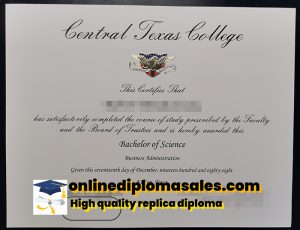 Central Texas College
This Certifies That
has satisfactorily completed the course of study prescribed by the Faculty
and the Board of Trustees and is hereby awarded this
Bachelor of Science
Business Administration
Given this seventeenth day of December, nineteen hundred and eighty eight
onlinediplomasales.com
High quality replica diploma